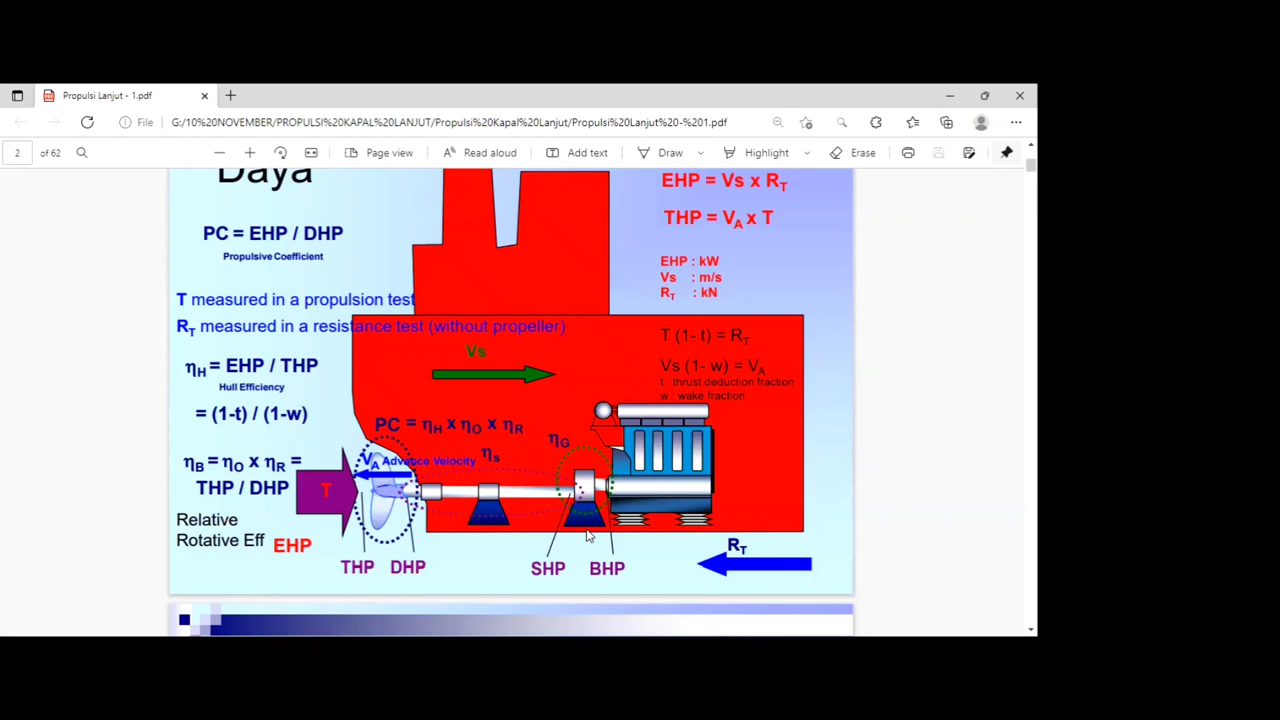 Propulsi Lanjut - 1.pdf
File
G:/10%20NOVEMBER/PROPULSI%20KAPAL%20LANJUT/Propulsi%20Kapal%20Lanjut/Propulsi%20Lanjut%20-%201.pdf
2 of 62
Page view
Read aloud
Add text
Draw
Highlight
Erase
Daya
EHP = Vs x RT
PC = EHP / DHP
Propulsive Coefficient
THP = VA x T
EHP : kW
Vs : m/s
RT : kN
T measured in a propulsion test
RT measured in a resistance test (without propeller)
T (1- t) = RT
Vs
Vs (1- w) = VA
t : thrust deduction fraction
w : wake fraction
ηH = EHP / THP
Hull Efficiency
= (1-t) / (1-w)
PC = ηH x ηO x ηR
ηG
ηs
VA Advance Velocity
ηB = ηO x ηR =
THP / DHP
T
Relative
Rotative Eff
EHP
THP
DHP
SHP
BHP
RT